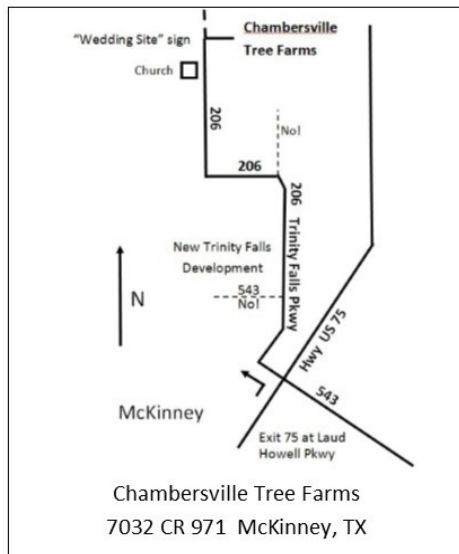 Chambersville
Tree Farms
"Wedding Site" sign
Church
206
No!
206
206 Trinity Falls Pkwy
New Trinity Falls
Development
543
No!
N
Hwy US 75
McKinney
543
Exit 75 at Laud
Howell Pkwy
Chambersville Tree Farms
7032 CR 971 McKinney, TX